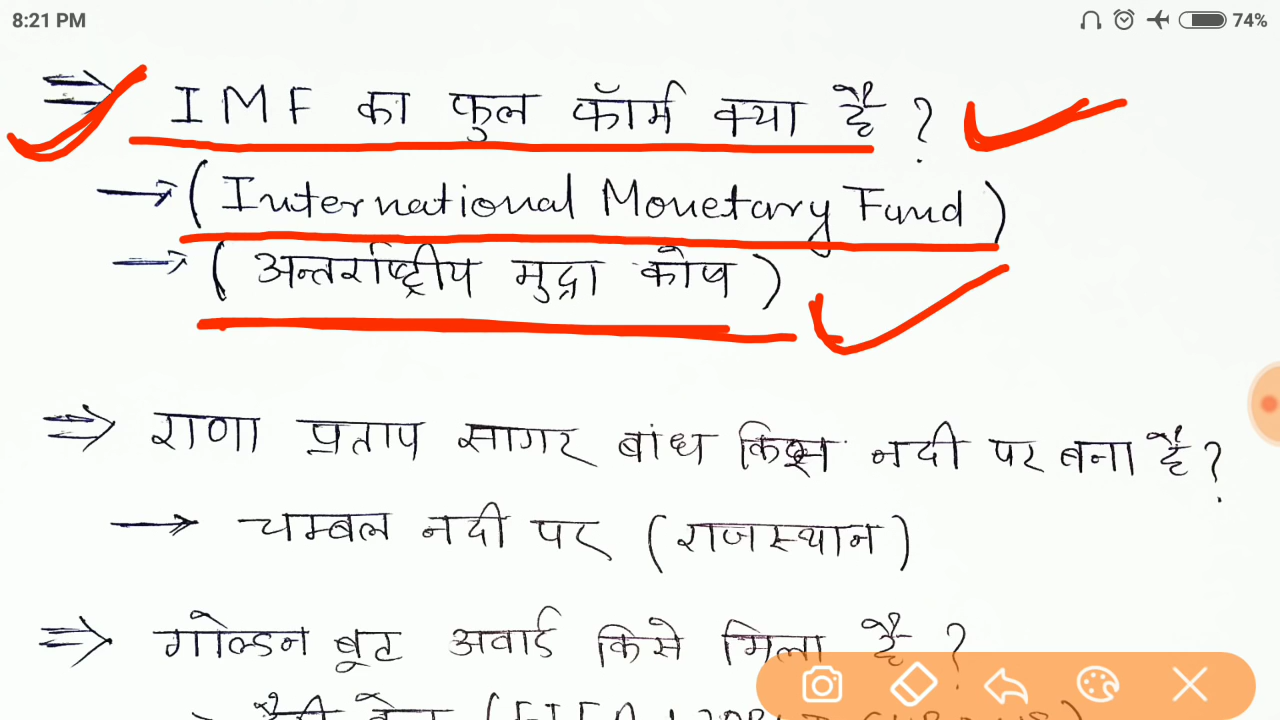 8:21 PM 74%
⇒ IMF का फुल फॉर्म क्या है ?
→ (International Monetary Fund)
→ (अन्तर्राष्ट्रीय मुद्रा कोष)
⇒ राणा प्रताप सागर बांध किस नदी पर बना है ?
→ चम्बल नदी पर (राजस्थान)
⇒ गोल्डन बूट अवार्ड किसे मिला है ?